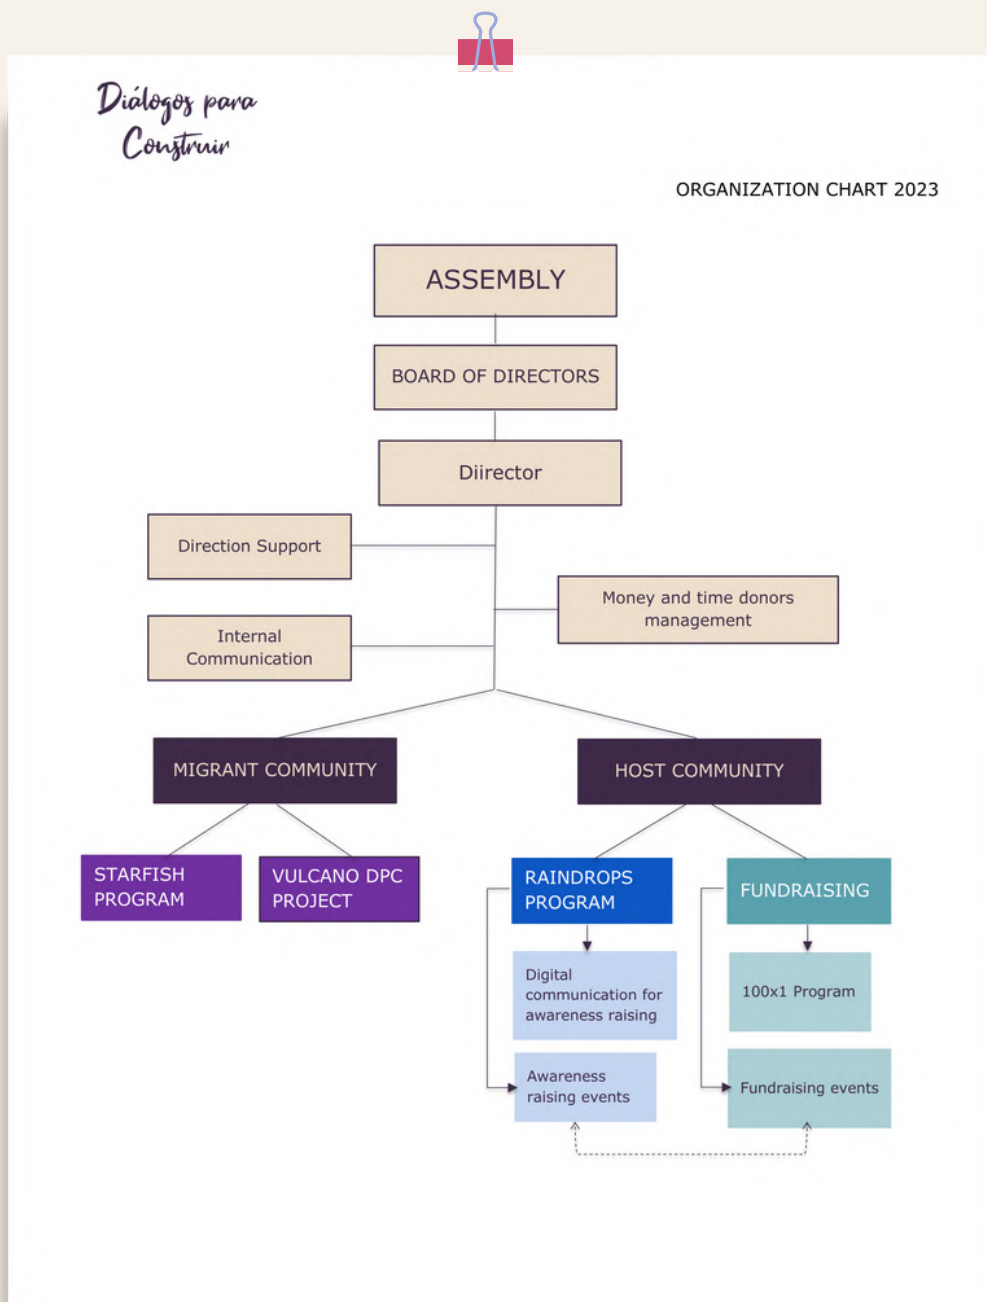 Diálogos para
Construir
ORGANIZATION CHART 2023
ASSEMBLY
BOARD OF DIRECTORS
Diirector
Direction Support
Money and time donors
management
Internal
Communication
MIGRANT COMMUNITY
HOST COMMUNITY
STARFISH
PROGRAM
VULCANO DPC
PROJECT
RAINDROPS
PROGRAM
FUNDRAISING
Digital
communication for
awareness raising
100x1 Program
Awareness
raising events
Fundraising events